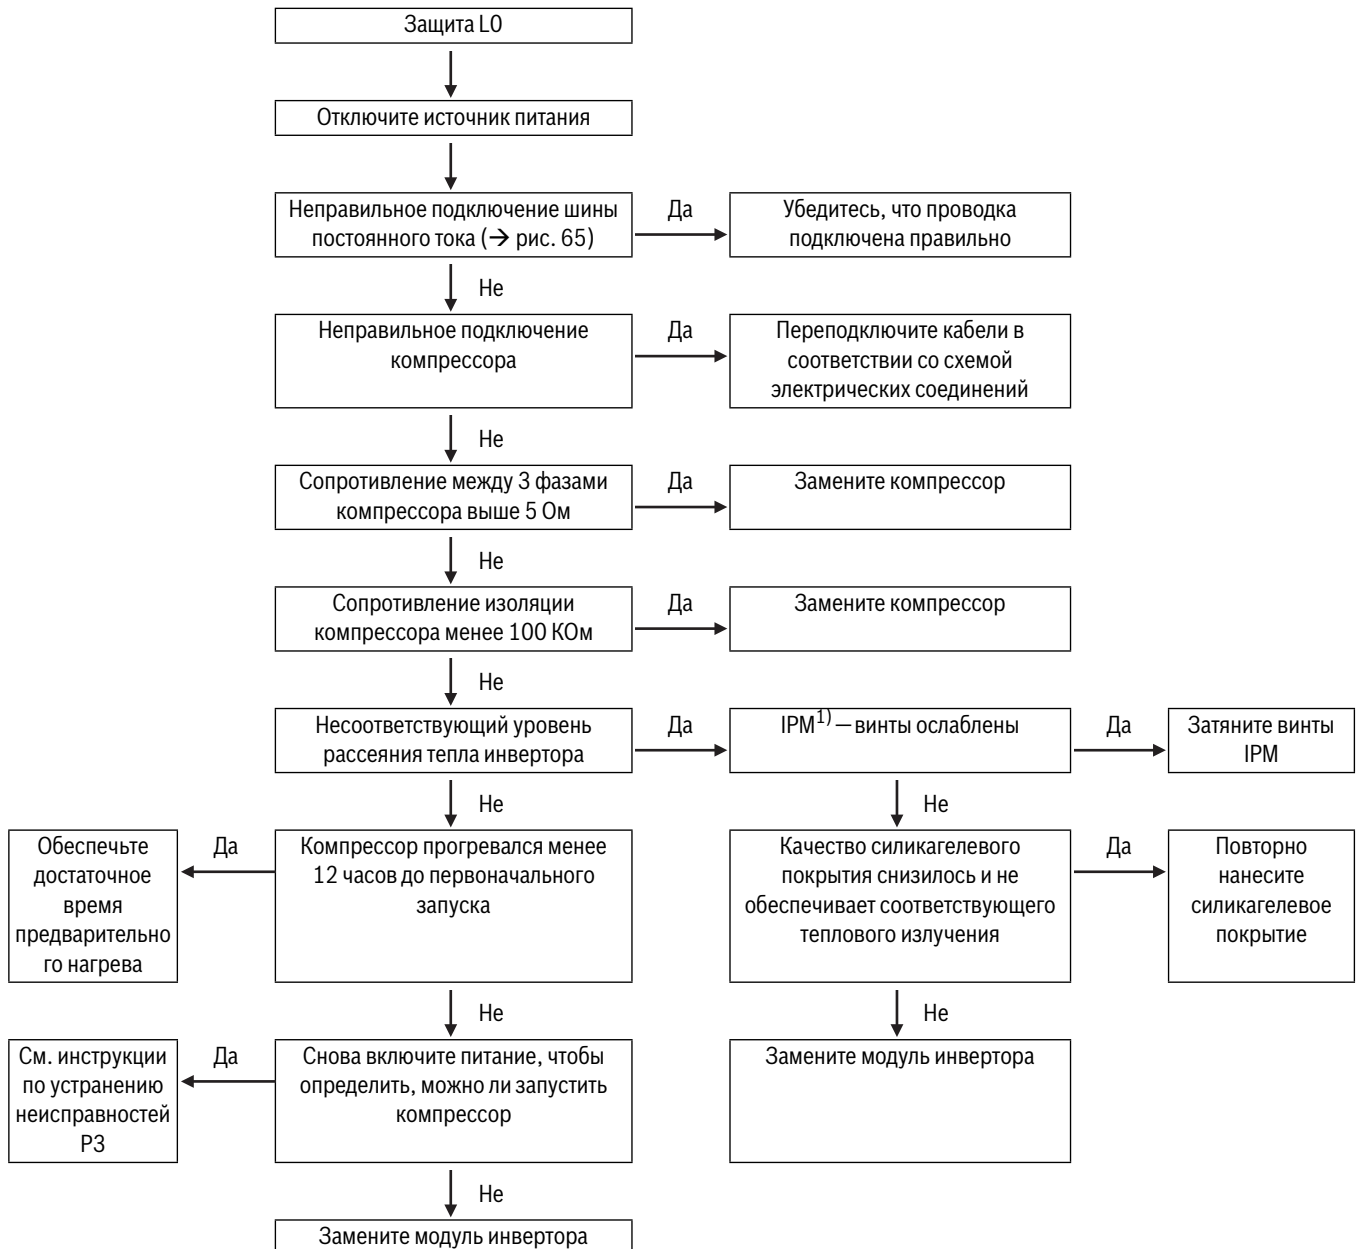 Защита L0
Отключите источник питания
Неправильное подключение шины
постоянного тока (→ рис. 65)
Да
Убедитесь, что проводка
подключена правильно
Не
Неправильное подключение
компрессора
Да
Переподключите кабели в
соответствии со схемой
электрических соединений
Не
Сопротивление между 3 фазами
компрессора выше 5 Ом
Да
Замените компрессор
Не
Сопротивление изоляции
компрессора менее 100 КОм
Да
Замените компрессор
Не
Несоответствующий уровень
рассеяния тепла инвертора
Да
IPM1) — винты ослаблены
Да
Затяните винты
IPM
Не
Не
Обеспечьте
достаточное
время
предварительно
го нагрева
Да
Компрессор прогревался менее
12 часов до первоначального
запуска
Качество силикагелевого
покрытия снизилось и не
обеспечивает соответствующего
теплового излучения
Да
Повторно
нанесите
силикагелевое
покрытие
Не
Не
См. инструкции
по устранению
неисправностей
P3
Да
Снова включите питание, чтобы
определить, можно ли запустить
компрессор
Замените модуль инвертора
Не
Замените модуль инвертора